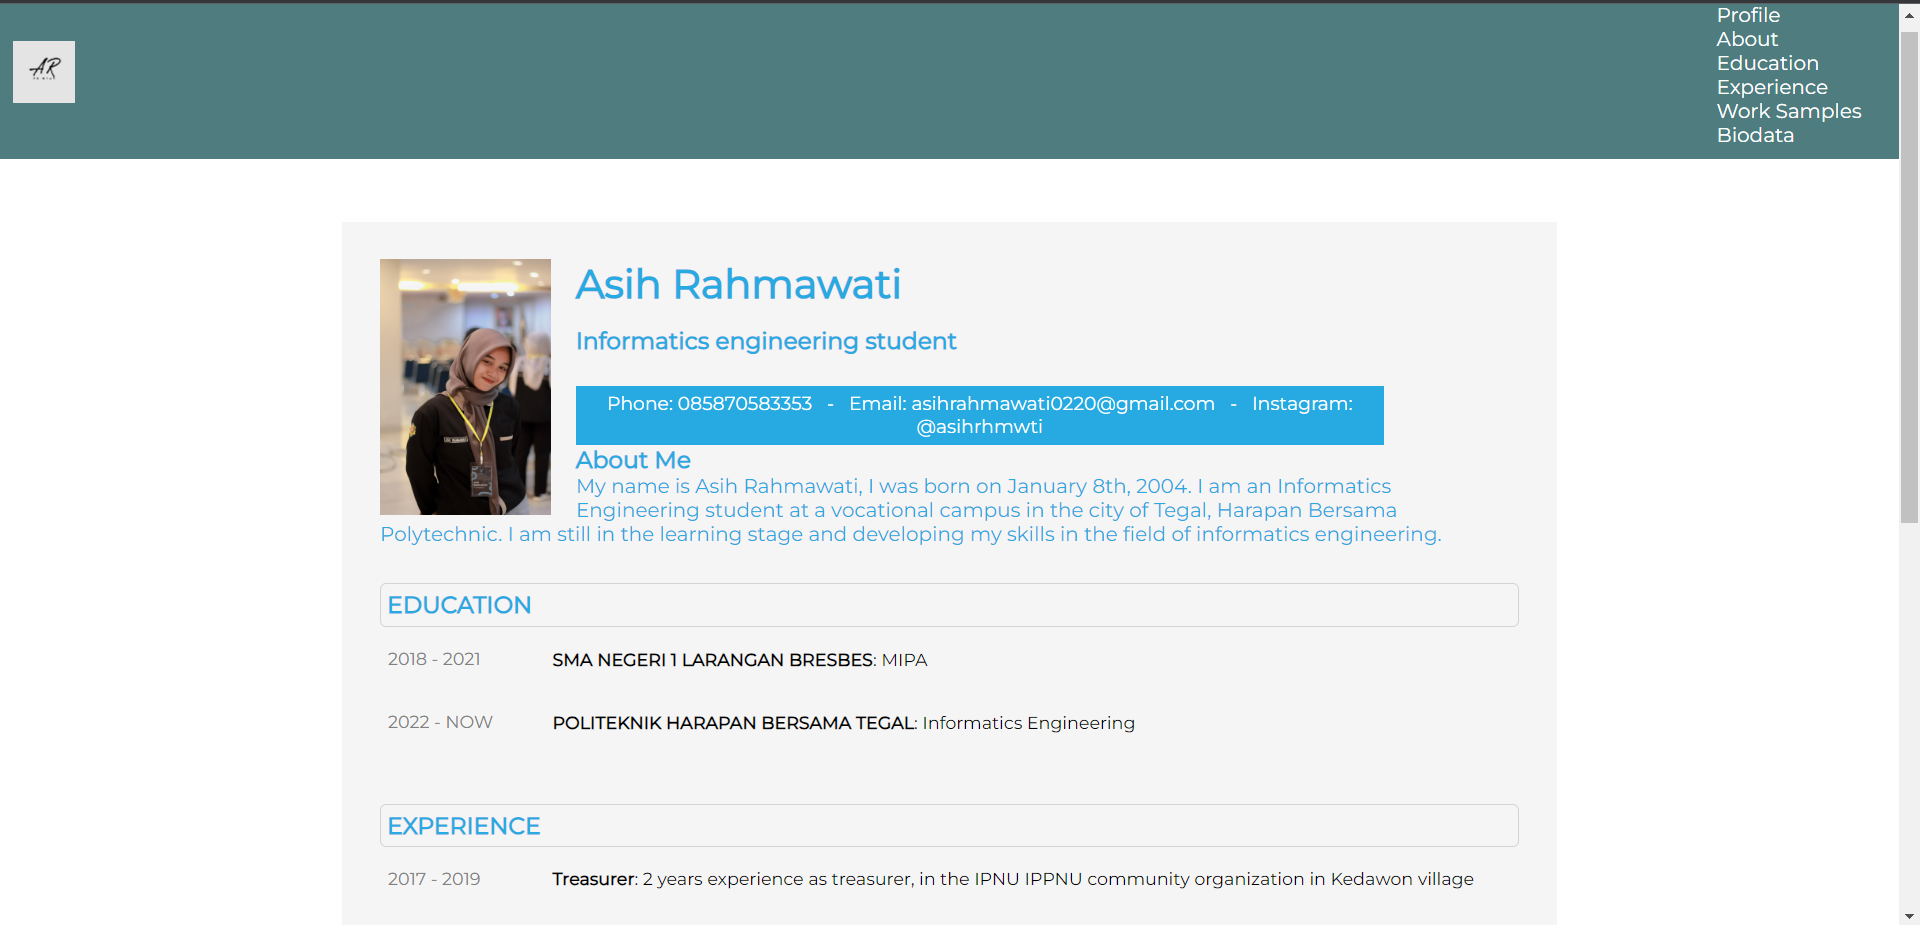 AR
Profile
About
Education
Experience
Work Samples
Biodata
Asih Rahmawati
Informatics engineering student
Phone: 085870583353 - Email: asihrahmawati0220@gmail.com - Instagram:
@asihrhmwti
About Me
My name is Asih Rahmawati, I was born on January 8th, 2004. I am an Informatics
Engineering student at a vocational campus in the city of Tegal, Harapan Bersama
Polytechnic. I am still in the learning stage and developing my skills in the field of informatics engineering.
EDUCATION
2018 - 2021 SMA NEGERI 1 LARANGAN BRESBES: MIPA
2022 - NOW POLITEKNIK HARAPAN BERSAMA TEGAL: Informatics Engineering
EXPERIENCE
2017 - 2019 Treasurer: 2 years experience as treasurer, in the IPNU IPPNU community organization in Kedawon village